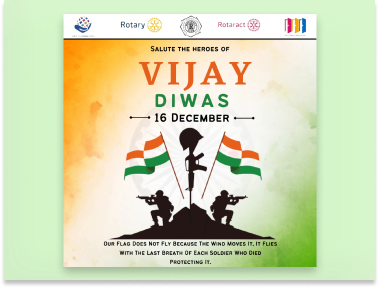 Rotary
Rotaract
SALUTE THE HEROES OF
VIJAY
DIWAS
16 DECEMBER
OUR FLAG DOES NOT FLY BECAUSE THE WIND MOVES IT, IT FLIES
WITH THE LAST BREATH OF EACH SOLDIER WHO DIED
PROTECTING IT.